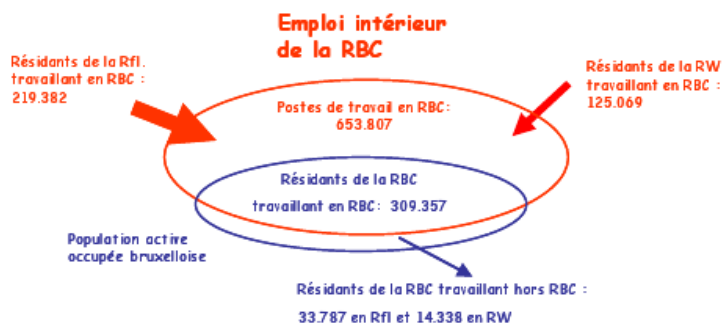 Emploi intérieur
de la RBC
Résidants de la Rfl.
travaillant en RBC :
219.382
Résidants de la RW
travaillant en RBC :
125.069
Postes de travail en RBC:
653.807
Résidants de la RBC
travaillant en RBC: 309.357
Population active
occupée bruxelloise
Résidants de la RBC travaillant hors RBC :
33.787 en Rfl et 14.338 en RW